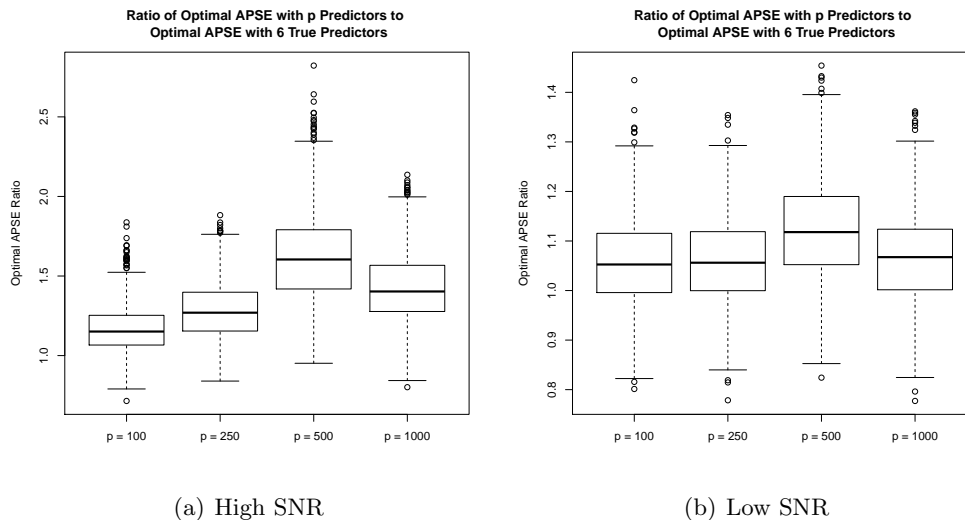 Ratio of Optimal APSE with p Predictors to
Optimal APSE with 6 True Predictors
Optimal APSE Ratio
2.5
2.0
1.5
1.0
p = 100
p = 250
p = 500
p = 1000
(a) High SNR
Ratio of Optimal APSE with p Predictors to
Optimal APSE with 6 True Predictors
Optimal APSE Ratio
1.4
1.3
1.2
1.1
1.0
0.9
0.8
p = 100
p = 250
p = 500
p = 1000
(b) Low SNR